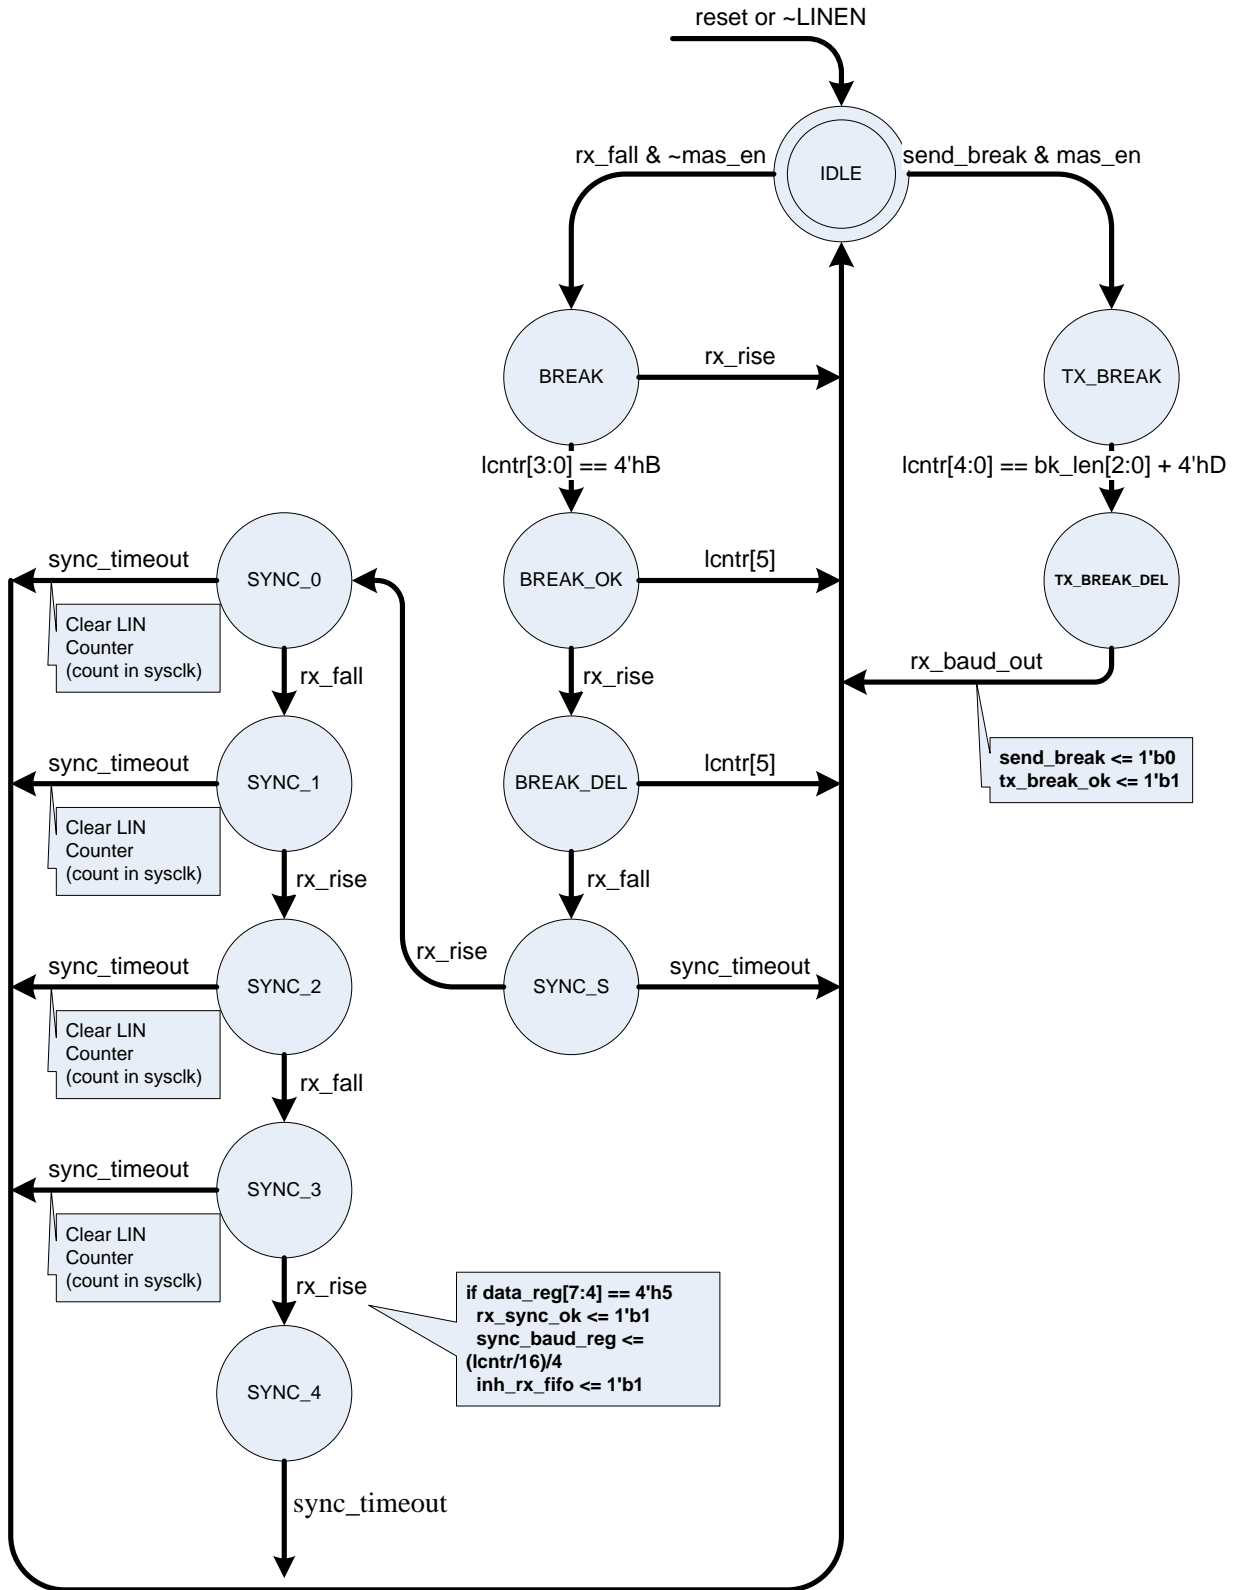 reset or ~LINEN
rx_fall & ~mas_en
IDLE
send_break & mas_en
BREAK
rx_rise
TX_BREAK
lcntr[3:0] == 4'hB
lcntr[4:0] == bk_len[2:0] + 4'hD
sync_timeout
SYNC_0
BREAK_OK
lcntr[5]
TX_BREAK_DEL
Clear LIN
Counter
(count in sysclk)
rx_fall
rx_rise
rx_baud_out
sync_timeout
SYNC_1
BREAK_DEL
lcntr[5]
send_break <= 1'b0
tx_break_ok <= 1'b1
Clear LIN
Counter
(count in sysclk)
rx_rise
rx_fall
sync_timeout
SYNC_2
rx_rise
SYNC_S
sync_timeout
Clear LIN
Counter
(count in sysclk)
rx_fall
sync_timeout
SYNC_3
Clear LIN
Counter
(count in sysclk)
rx_rise
if data_reg[7:4] == 4'h5
rx_sync_ok <= 1'b1
sync_baud_reg <=
(lcntr/16)/4
inh_rx_fifo <= 1'b1
SYNC_4
sync_timeout